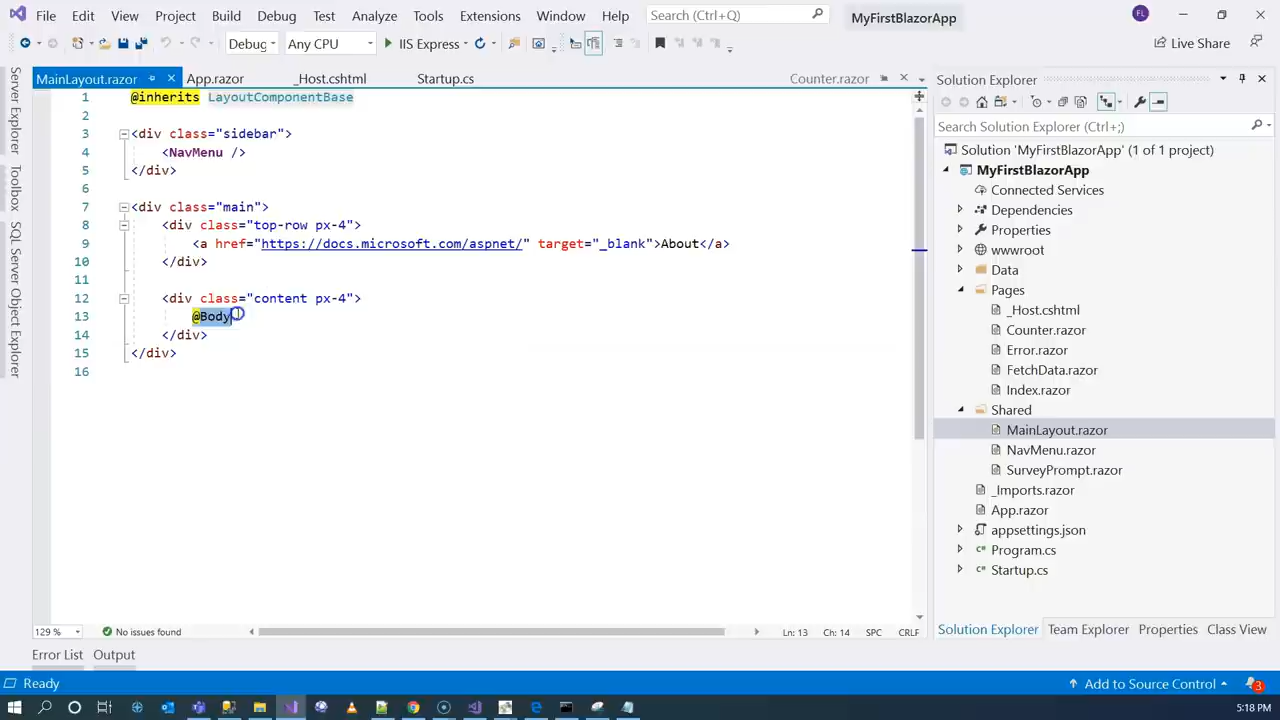 File Edit View Project Build Debug Test Analyze Tools Extensions Window Help Search (Ctrl+Q) MyFirstBlazorApp FL
Debug Any CPU IIS Express Live Share
MainLayout.razor App.razor _Host.cshtml Startup.cs Counter.razor
Server Explorer
Toolbox
SQL Server Object Explorer
1 @inherits LayoutComponentBase
2
3 <div class="sidebar">
4 <NavMenu />
5 </div>
6
7 <div class="main">
8 <div class="top-row px-4">
9 <a href="https://docs.microsoft.com/aspnet/" target="_blank">About</a>
10 </div>
11
12 <div class="content px-4">
13 @Body
14 </div>
15 </div>
16
129 % No issues found Ln: 13 Ch: 14 SPC CRLF
Solution Explorer
Search Solution Explorer (Ctrl+;)
Solution 'MyFirstBlazorApp' (1 of 1 project)
MyFirstBlazorApp
Connected Services
Dependencies
Properties
wwwroot
Data
Pages
_Host.cshtml
Counter.razor
Error.razor
FetchData.razor
Index.razor
Shared
MainLayout.razor
NavMenu.razor
SurveyPrompt.razor
_Imports.razor
App.razor
appsettings.json
Program.cs
Startup.cs
Solution Explorer Team Explorer Properties Class View
Error List Output
Ready Add to Source Control 3
5:18 PM